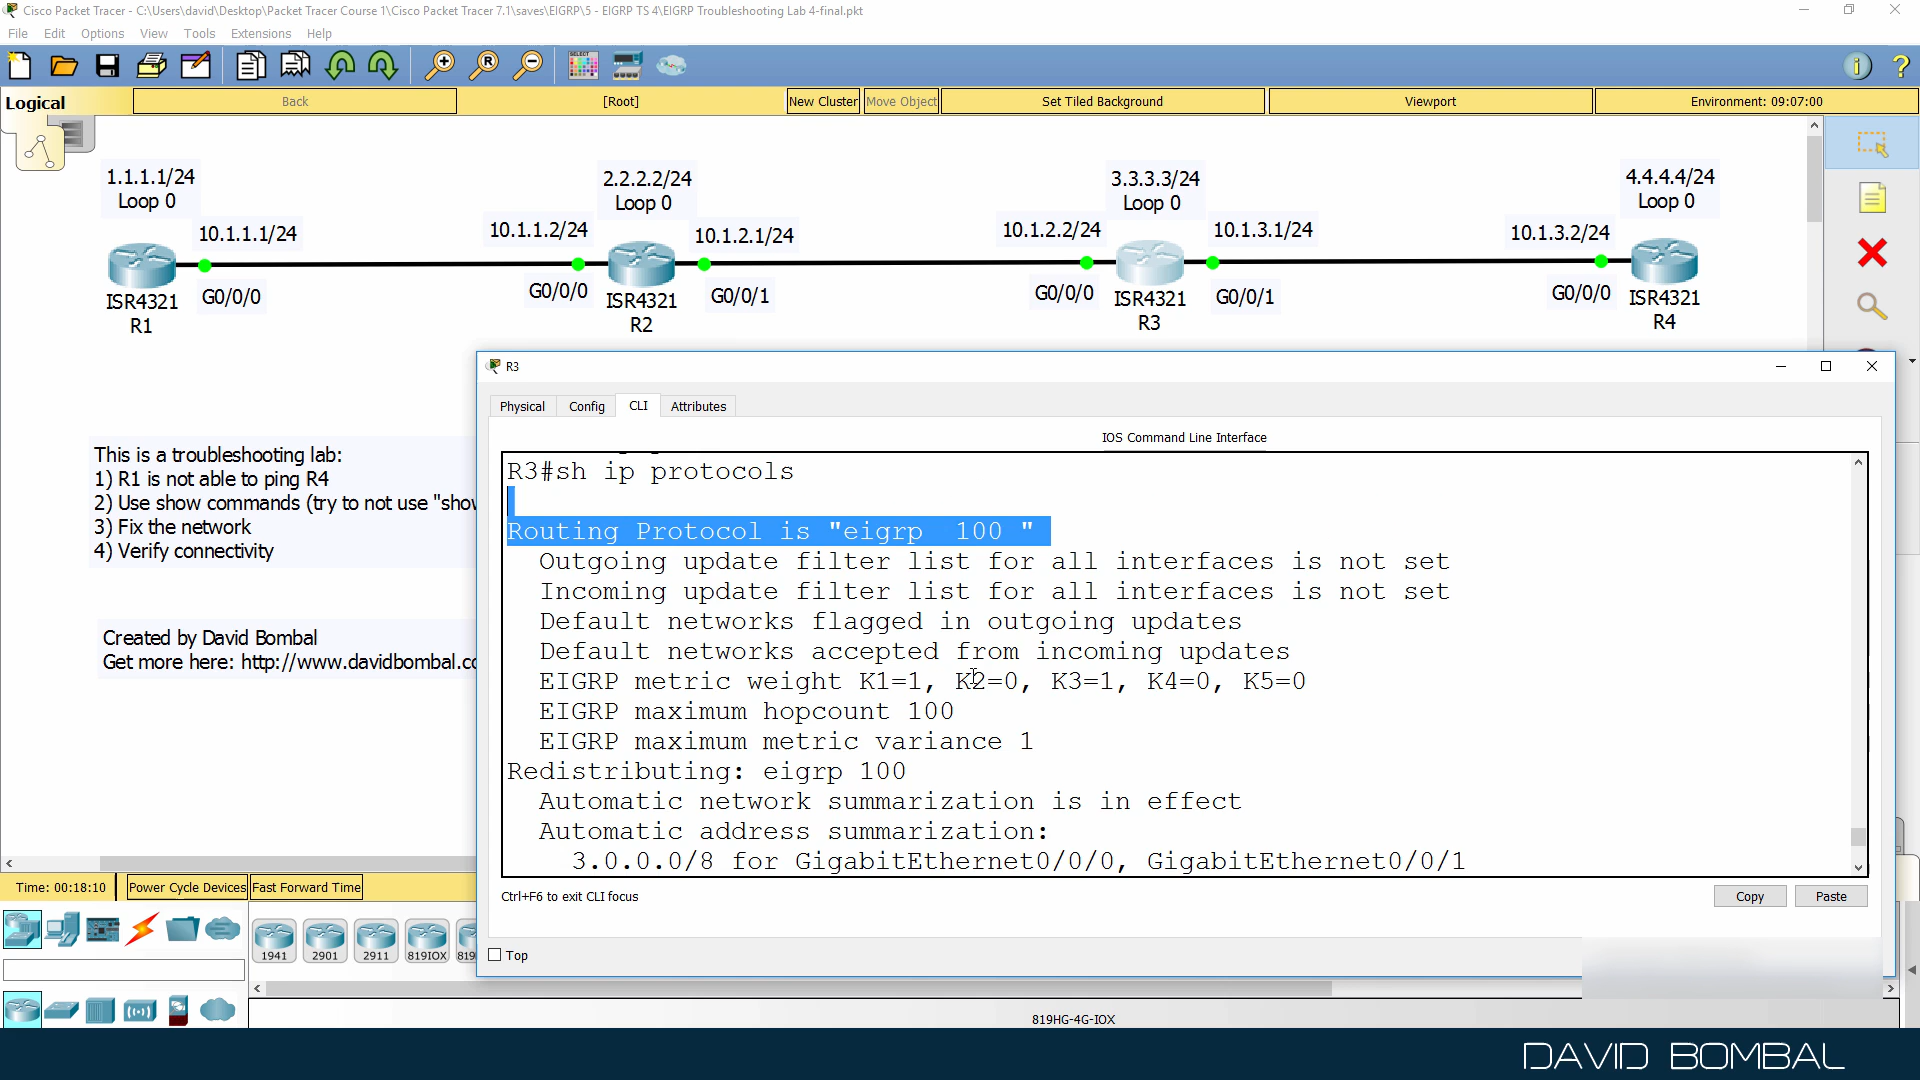 Cisco Packet Tracer - C:\Users\david\Desktop\Packet Tracer Course 1\Cisco Packet Tracer 7.1\saves\EIGRP\5 - EIGRP TS 4\EIGRP Troubleshooting Lab 4-final.pkt
File Edit Options View Tools Extensions Help
Logical Back [Root] New Cluster Move Object Set Tiled Background Viewport Environment: 09:07:00
1.1.1.1/24
Loop 0
2.2.2.2/24
Loop 0
3.3.3.3/24
Loop 0
4.4.4.4/24
Loop 0
10.1.1.1/24
10.1.1.2/24
10.1.2.1/24
10.1.2.2/24
10.1.3.1/24
10.1.3.2/24
ISR4321
R1
G0/0/0
G0/0/0
ISR4321
R2
G0/0/1
G0/0/0
ISR4321
R3
G0/0/1
G0/0/0
ISR4321
R4
This is a troubleshooting lab:
1) R1 is not able to ping R4
2) Use show commands (try to not use "show
3) Fix the network
4) Verify connectivity
Created by David Bombal
Get more here: http://www.davidbombal.co
R3
Physical Config CLI Attributes
IOS Command Line Interface
R3#sh ip protocols
Routing Protocol is "eigrp  100 "
Outgoing update filter list for all interfaces is not set
Incoming update filter list for all interfaces is not set
Default networks flagged in outgoing updates
Default networks accepted from incoming updates
EIGRP metric weight K1=1, K2=0, K3=1, K4=0, K5=0
EIGRP maximum hopcount 100
EIGRP maximum metric variance 1
Redistributing: eigrp 100
Automatic network summarization is in effect
Automatic address summarization:
3.0.0.0/8 for GigabitEthernet0/0/0, GigabitEthernet0/0/1
Ctrl+F6 to exit CLI focus
Copy Paste
Top
Time: 00:18:10 Power Cycle Devices Fast Forward Time
1941 2901 2911 819IOX 819
819HG-4G-IOX
DAVID BOMBAL